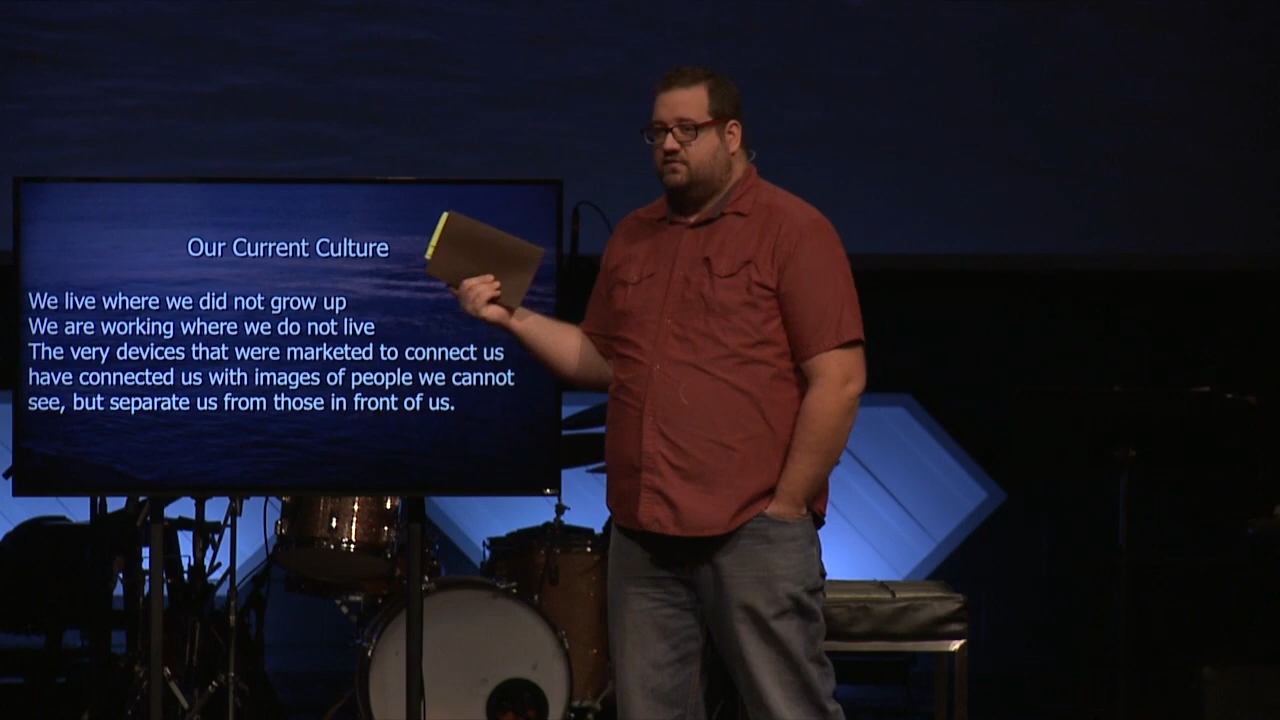 Our Current Culture
We live where we did not grow up
We are working where we do not live
The very devices that were marketed to connect us
have connected us with images of people we cannot
see, but separate us from those in front of us.